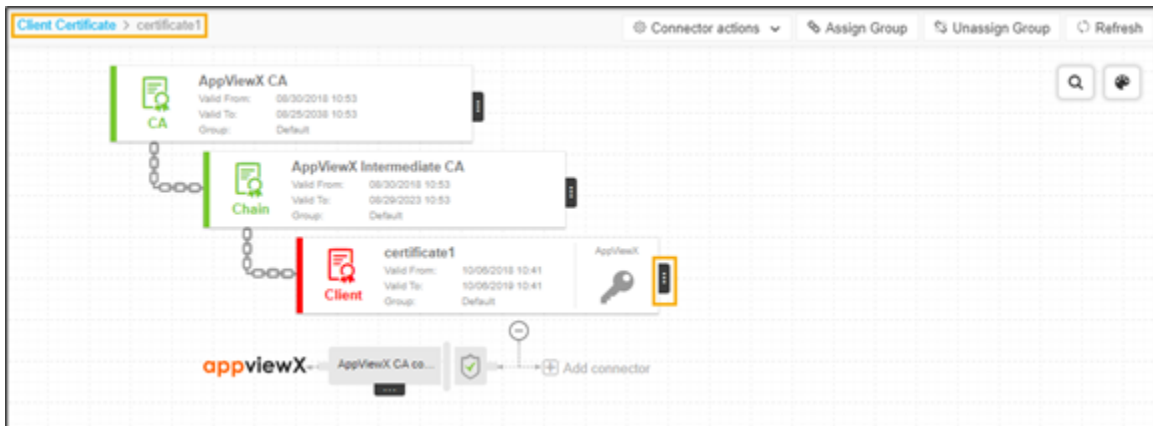 Client Certificate > certificate1
Connector actions
Assign Group
Unassign Group
Refresh
AppViewX CA
Valid From: 08/30/2018 10:53
Valid To: 08/25/2038 10:53
Group: Default
CA
AppViewX Intermediate CA
Valid From: 08/30/2018 10:53
Valid To: 08/29/2023 10:53
Group: Default
Chain
certificate1
Valid From: 10/06/2018 10:41
Valid To: 10/06/2019 10:41
Group: Default
Client
AppViewX
appviewX
AppViewX CA co...
Add connector